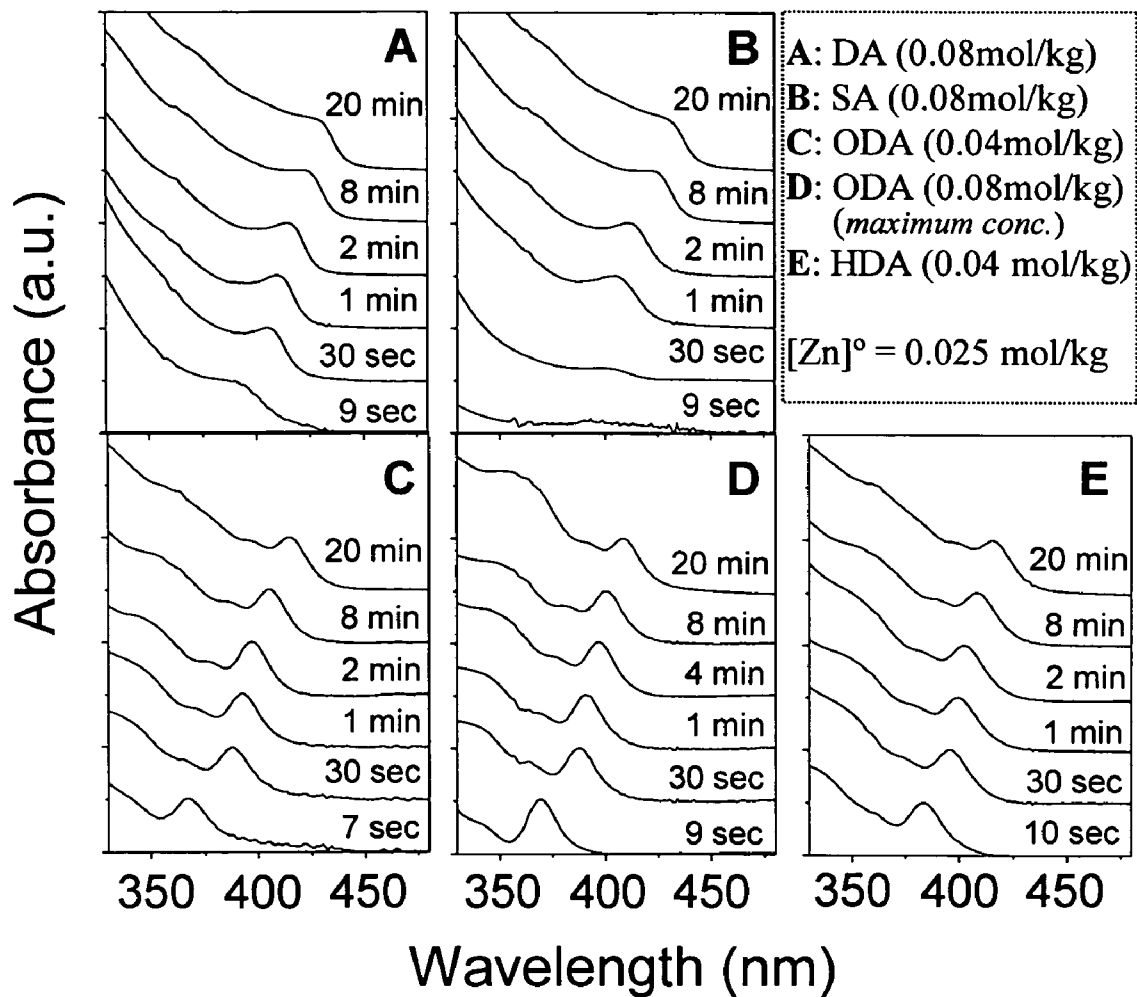 Absorbance (a.u.)
A
20 min
8 min
2 min
1 min
30 sec
9 sec
B
20 min
8 min
2 min
1 min
30 sec
9 sec
A: DA (0.08mol/kg)
B: SA (0.08mol/kg)
C: ODA (0.04mol/kg)
D: ODA (0.08mol/kg)
(maximum conc.)
E: HDA (0.04 mol/kg)
[Zn]º = 0.025 mol/kg
C
20 min
8 min
2 min
1 min
30 sec
7 sec
D
20 min
8 min
4 min
1 min
30 sec
9 sec
E
20 min
8 min
2 min
1 min
30 sec
10 sec
350 400 450 350 400 450 350 400 450
Wavelength (nm)